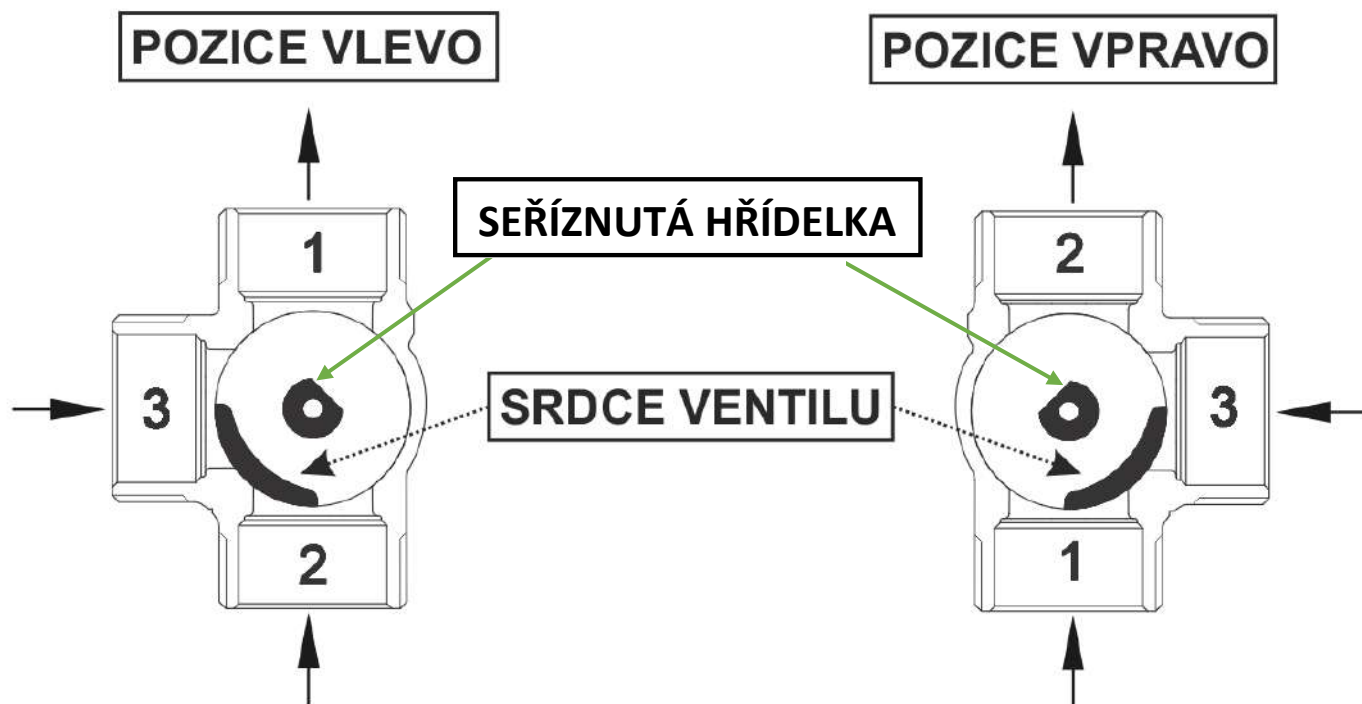 POZICE VLEVO
POZICE VPRAVO
SEŘÍZNUTÁ HŘÍDELKA
1
2
3
SRDCE VENTILU
3
2
1